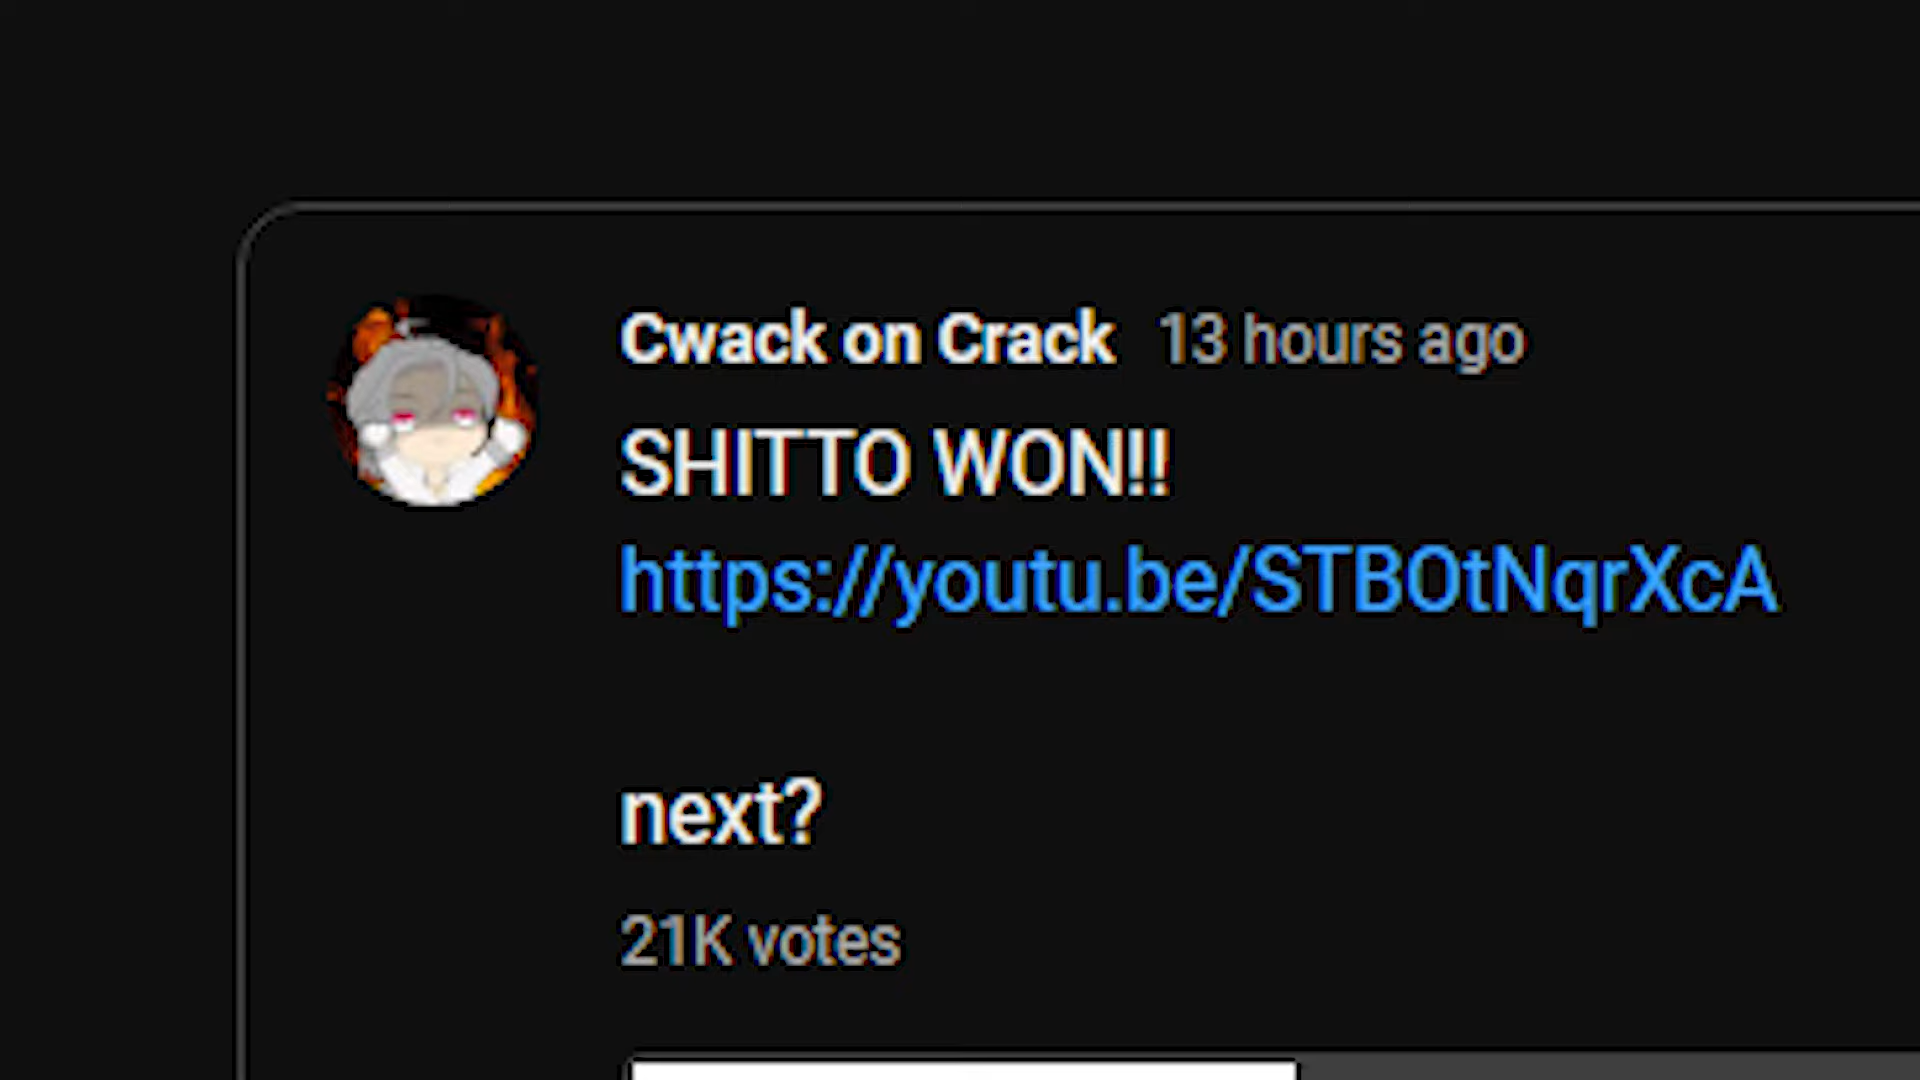 Cwack on Crack 13 hours ago
SHITTO WON!!
https://youtu.be/STBOtNqrXcA
next?
21K votes